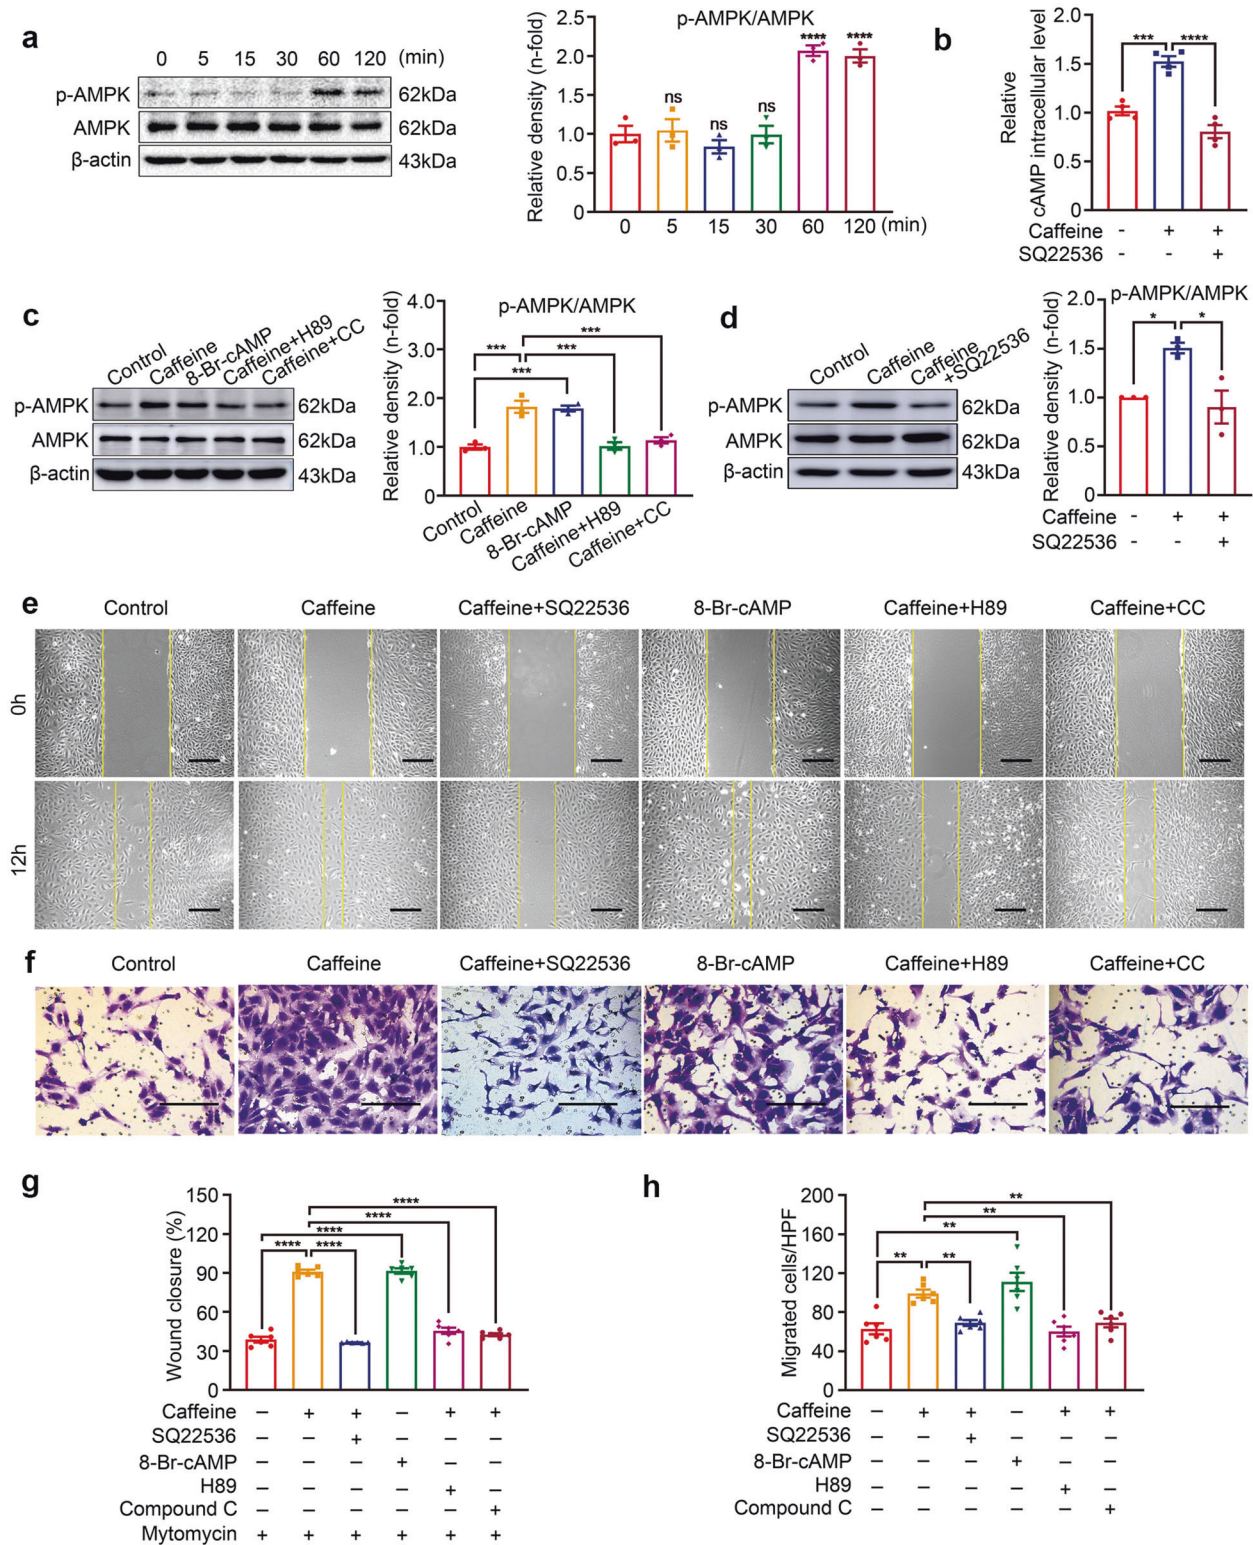 a
0 5 15 30 60 120 (min)
p-AMPK 62kDa
AMPK 62kDa
β-actin 43kDa
p-AMPK/AMPK
Relative density (n-fold)
2.5
2.0
1.5
1.0
0.5
0
ns ns ns **** ****
0 5 15 30 60 120 (min)
b
Relative
cAMP intracellular level
2.0
1.5
1.0
0.5
0
*** ****
Caffeine - + +
SQ22536 - - +
c
Control Caffeine 8-Br-cAMP Caffeine+H89 Caffeine+CC
p-AMPK 62kDa
AMPK 62kDa
β-actin 43kDa
p-AMPK/AMPK
Relative density (n-fold)
4.0
3.0
2.0
1.0
0
***
*** ***
***
Control Caffeine 8-Br-cAMP Caffeine+H89 Caffeine+CC
d
Control Caffeine Caffeine
+SQ22536
p-AMPK 62kDa
AMPK 62kDa
β-actin 43kDa
p-AMPK/AMPK
Relative density (n-fold)
2.0
1.5
1.0
0.5
0
* *
Caffeine - + +
SQ22536 - - +
e
Control Caffeine Caffeine+SQ22536 8-Br-cAMP Caffeine+H89 Caffeine+CC
0h
12h
f
Control Caffeine Caffeine+SQ22536 8-Br-cAMP Caffeine+H89 Caffeine+CC
g
Wound closure (%)
150
120
90
60
30
0
****
****
****
**** ****
Caffeine − + + − + +
SQ22536 − − + − − −
8-Br-cAMP − − − + − −
H89 − − − − + −
Compound C − − − − − +
Mytomycin + + + + + +
h
Migrated cells/HPF
200
160
120
80
40
0
**
**
**
** **
Caffeine − + + − + +
SQ22536 − − + − − −
8-Br-cAMP − − − + − −
H89 − − − − + −
Compound C − − − − − +